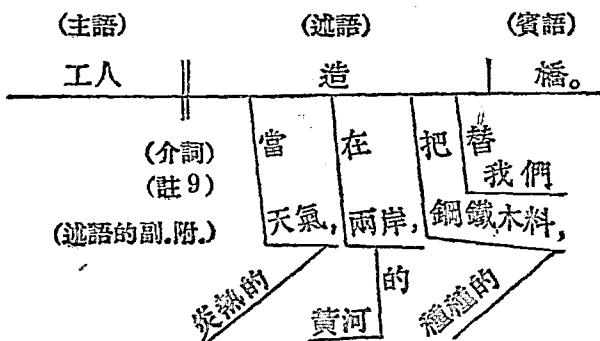 (主語) (述語) (賓語)
工人 造 橋。
(介詞) 當 在 把 替
(註9) 我們
(述語的副.附.) 天氣, 兩岸, 鋼鐵木料,
炎熱的 黃河 的 種種的